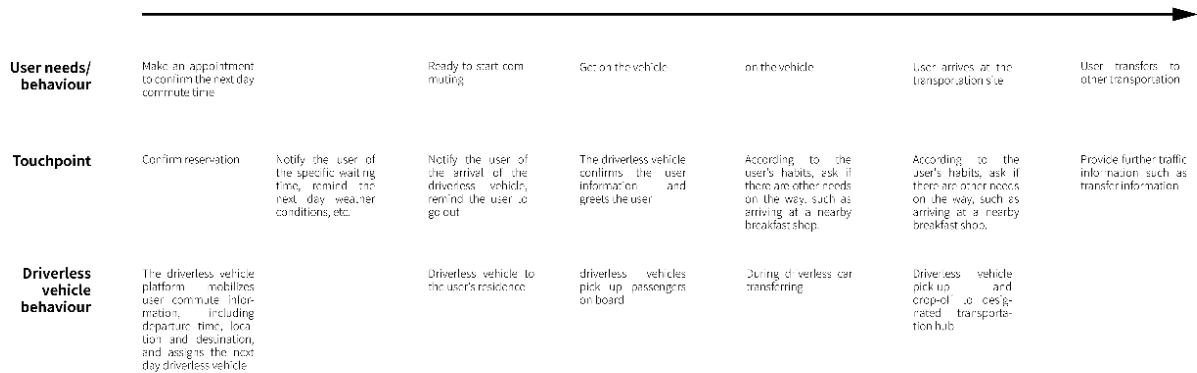 User needs/
behaviour
Make an appointment
to confirm the next day
commute time
Ready to start com
muting
Get on the vehicle
on the vehicle
User arrives at the
transportation site
User transfers to
other transportation
Touchpoint
Confirm reservation
Notify the user of
the specific waiting
time, remind the
next day weather
conditions, etc.
Notify the user of
the arrival of the
driverless vehicle,
remind the user to
go out
The driverless vehicle
confirms the user
information and
greets the user
According to the
user's habits, ask if
there are other needs
on the way, such as
arriving at a nearby
breakfast shop.
According to the
user's habits, ask if
there are other needs
on the way, such as
arriving at a nearby
breakfast shop.
Provide further traffic
information such as
transfer information
Driverless
vehicle
behaviour
The driverless vehicle
platform mobilizes
user commute infor-
mation, including
departure time, loca
tion and destination,
and assigns the next
day driverless vehicle
Driverless vehicle to
the user's residence
driverless vehicles
pick up passengers
on board
During driverless car
transferring
Driverless vehicle
pick up and
drop-off to desig-
nated transporta-
tion hub